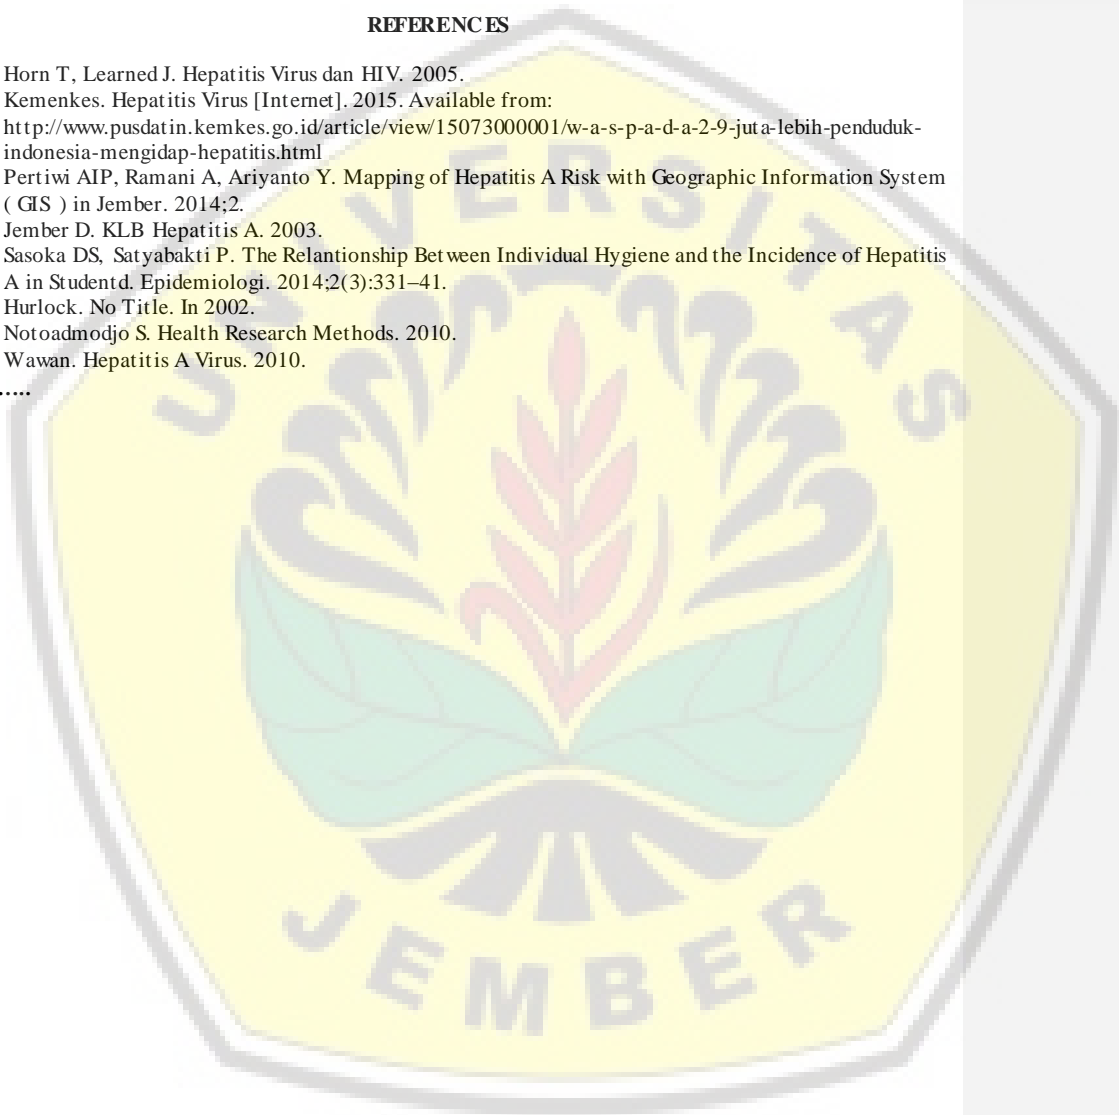 REFERENCES
Horn T, Learned J. Hepatitis Virus dan HIV. 2005.
Kemenkes. Hepatitis Virus [Internet]. 2015. Available from:
http://www.pusdatin.kemkes.go.id/article/view/15073000001/w-a-s-p-a-d-a-2-9-juta-lebih-penduduk-
indonesia-mengidap-hepatitis.html
Pertiwi AIP, Ramani A, Ariyanto Y. Mapping of Hepatitis A Risk with Geographic Information System
( GIS ) in Jember. 2014;2.
Jember D. KLB Hepatitis A. 2003.
Sasoka DS, Satyabakti P. The Relantionship Between Individual Hygiene and the Incidence of Hepatitis
A in Studentd. Epidemiologi. 2014;2(3):331–41.
Hurlock. No Title. In 2002.
Notoadmodjo S. Health Research Methods. 2010.
Wawan. Hepatitis A Virus. 2010.
.....
UNIVERSITAS
JEMBER